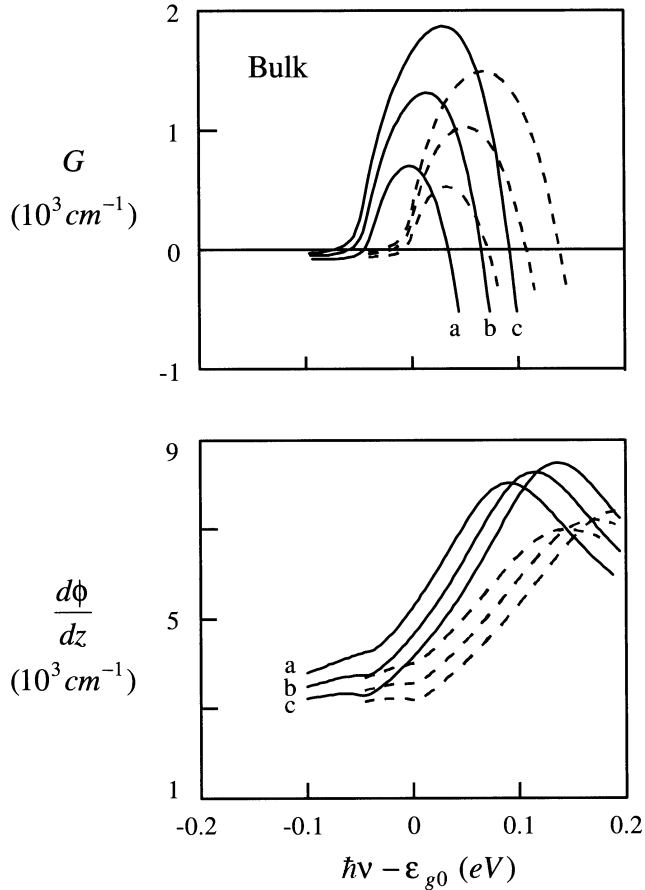 2
Bulk
1
G
(10³ cm⁻¹)
0
a b c
-1
9
dϕ
dz
5
(10³ cm⁻¹)
a
b
c
1
-0.2 -0.1 0 0.1 0.2
ħν − ε_g0 (eV)